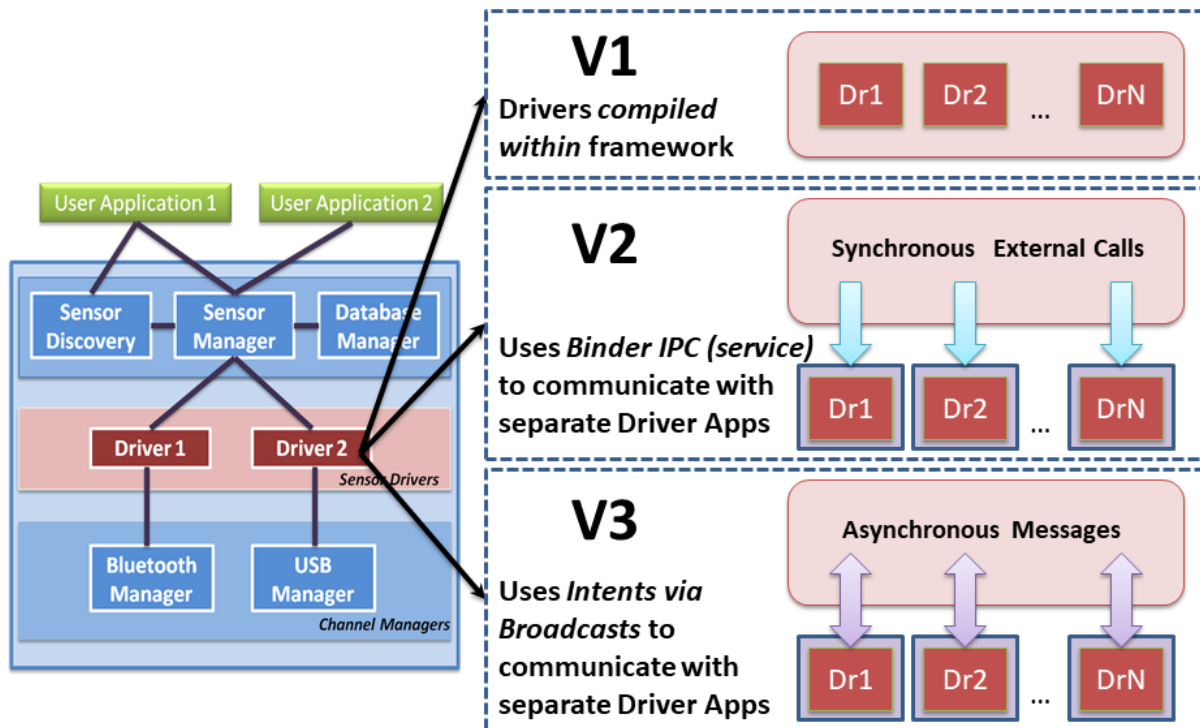 User Application 1
User Application 2
Sensor
Discovery
Sensor
Manager
Database
Manager
Driver 1
Driver 2
Sensor Drivers
Bluetooth
Manager
USB
Manager
Channel Managers
V1
Drivers compiled
within framework
Dr1 Dr2 ... DrN
V2
Uses Binder IPC (service)
to communicate with
separate Driver Apps
Synchronous External Calls
Dr1 Dr2 ... DrN
V3
Uses Intents via
Broadcasts to
communicate with
separate Driver Apps
Asynchronous Messages
Dr1 Dr2 ... DrN